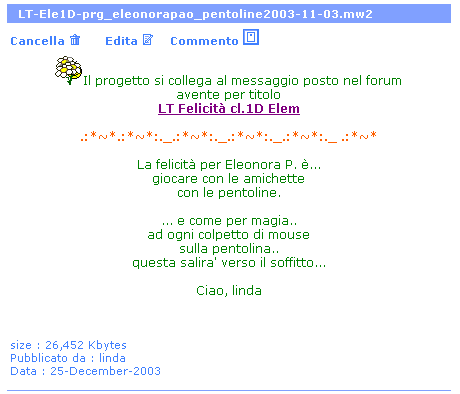 LT-Ele1D-prg_eleonorapao_pentoline2003-11-03.mw2
Cancella Edita Commento
Il progetto si collega al messaggio posto nel forum
avente per titolo
LT Felicità cl.1D Elem
.:*~*.:*~*:._.:*~*:._.:*~*:._.:*~*:._ .:*~*
La felicità per Eleonora P. è...
giocare con le amichette
con le pentoline.
... e come per magia..
ad ogni colpetto di mouse
sulla pentolina..
questa salira' verso il soffitto...
Ciao, linda
size : 26,452 Kbytes
Pubblicato da : linda
Data : 25-December-2003